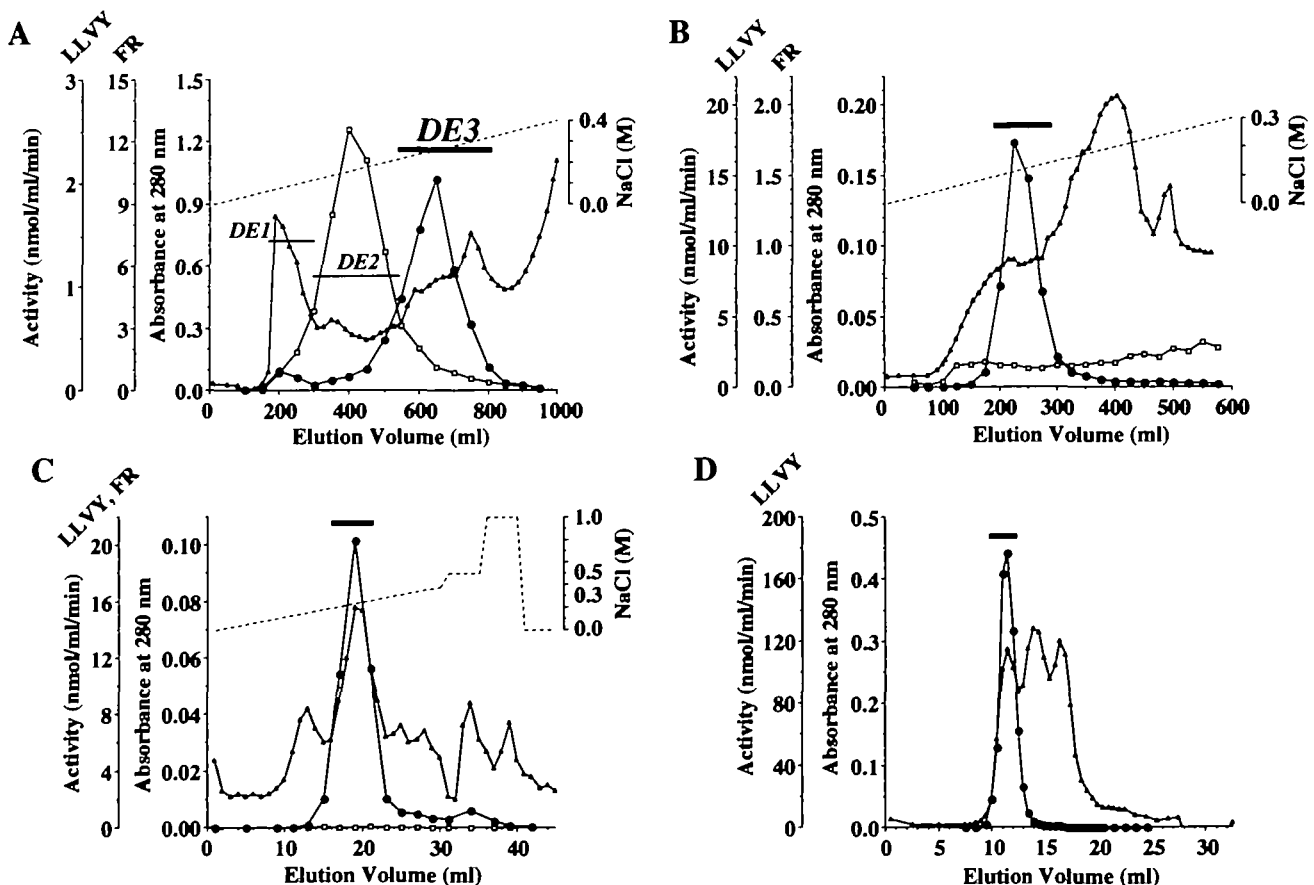 A
LLVY
FR
3
2
1
0
Activity (nmol/ml/min)
15
12
9
6
3
0
1.5
1.2
0.9
0.6
0.3
0.0
Absorbance at 280 nm
DE1
DE2
DE3
0.4
0.0
NaCl (M)
0 200 400 600 800 1000
Elution Volume (ml)
B
LLVY
FR
20
15
10
5
0
Activity (nmol/ml/min)
2.0
1.5
1.0
0.5
0.0
0.20
0.15
0.10
0.05
0.00
Absorbance at 280 nm
0.3
0.0
NaCl (M)
0 100 200 300 400 500 600
Elution Volume (ml)
C
LLVY, FR
20
16
12
8
4
0
Activity (nmol/ml/min)
0.10
0.08
0.06
0.04
0.02
0.00
Absorbance at 280 nm
1.0
0.5
0.3
0.0
NaCl (M)
0 10 20 30 40
Elution Volume (ml)
D
LLVY
200
160
120
80
40
0
Activity (nmol/ml/min)
0.5
0.4
0.3
0.2
0.1
0.0
Absorbance at 280 nm
0 5 10 15 20 25 30
Elution Volume (ml)